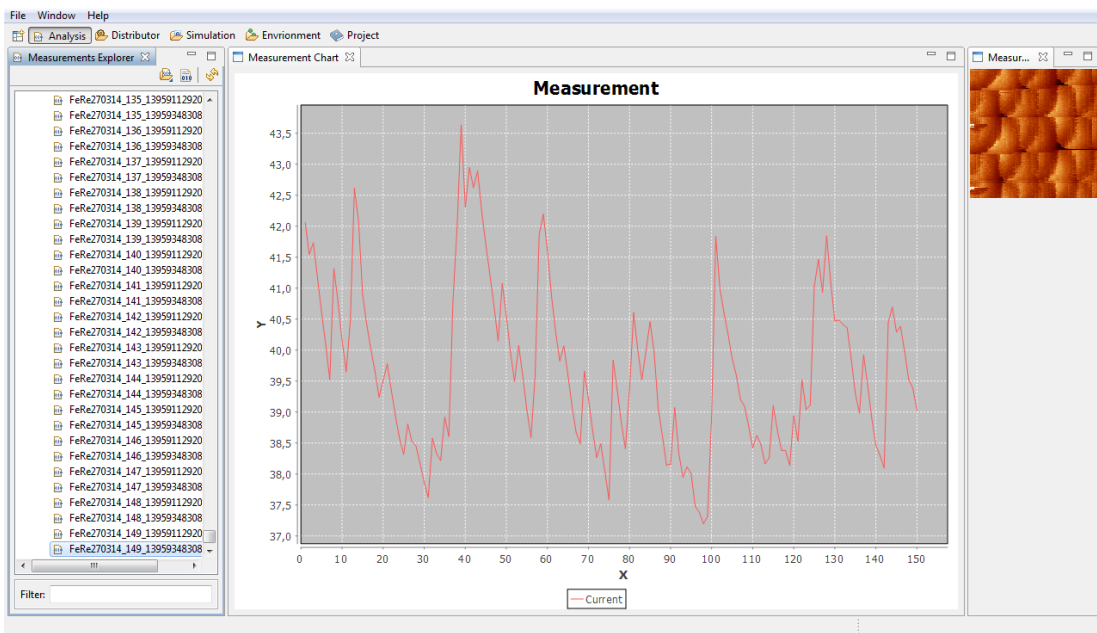 File Window Help
Analysis Distributor Simulation Envrionment Project
Measurements Explorer
FeRe270314_135_13959112920
FeRe270314_135_13959348308
FeRe270314_136_13959112920
FeRe270314_136_13959348308
FeRe270314_137_13959112920
FeRe270314_137_13959348308
FeRe270314_138_13959112920
FeRe270314_138_13959348308
FeRe270314_139_13959112920
FeRe270314_139_13959348308
FeRe270314_140_13959112920
FeRe270314_140_13959348308
FeRe270314_141_13959112920
FeRe270314_141_13959348308
FeRe270314_142_13959112920
FeRe270314_142_13959348308
FeRe270314_143_13959112920
FeRe270314_143_13959348308
FeRe270314_144_13959112920
FeRe270314_144_13959348308
FeRe270314_145_13959112920
FeRe270314_145_13959348308
FeRe270314_146_13959112920
FeRe270314_146_13959348308
FeRe270314_147_13959112920
FeRe270314_147_13959348308
FeRe270314_148_13959112920
FeRe270314_148_13959348308
FeRe270314_149_13959112920
FeRe270314_149_13959348308
Filter:
Measurement Chart
Measurement
Y
43,5
43,0
42,5
42,0
41,5
41,0
40,5
40,0
39,5
39,0
38,5
38,0
37,5
37,0
0 10 20 30 40 50 60 70 80 90 100 110 120 130 140 150
X
Current
Measur...